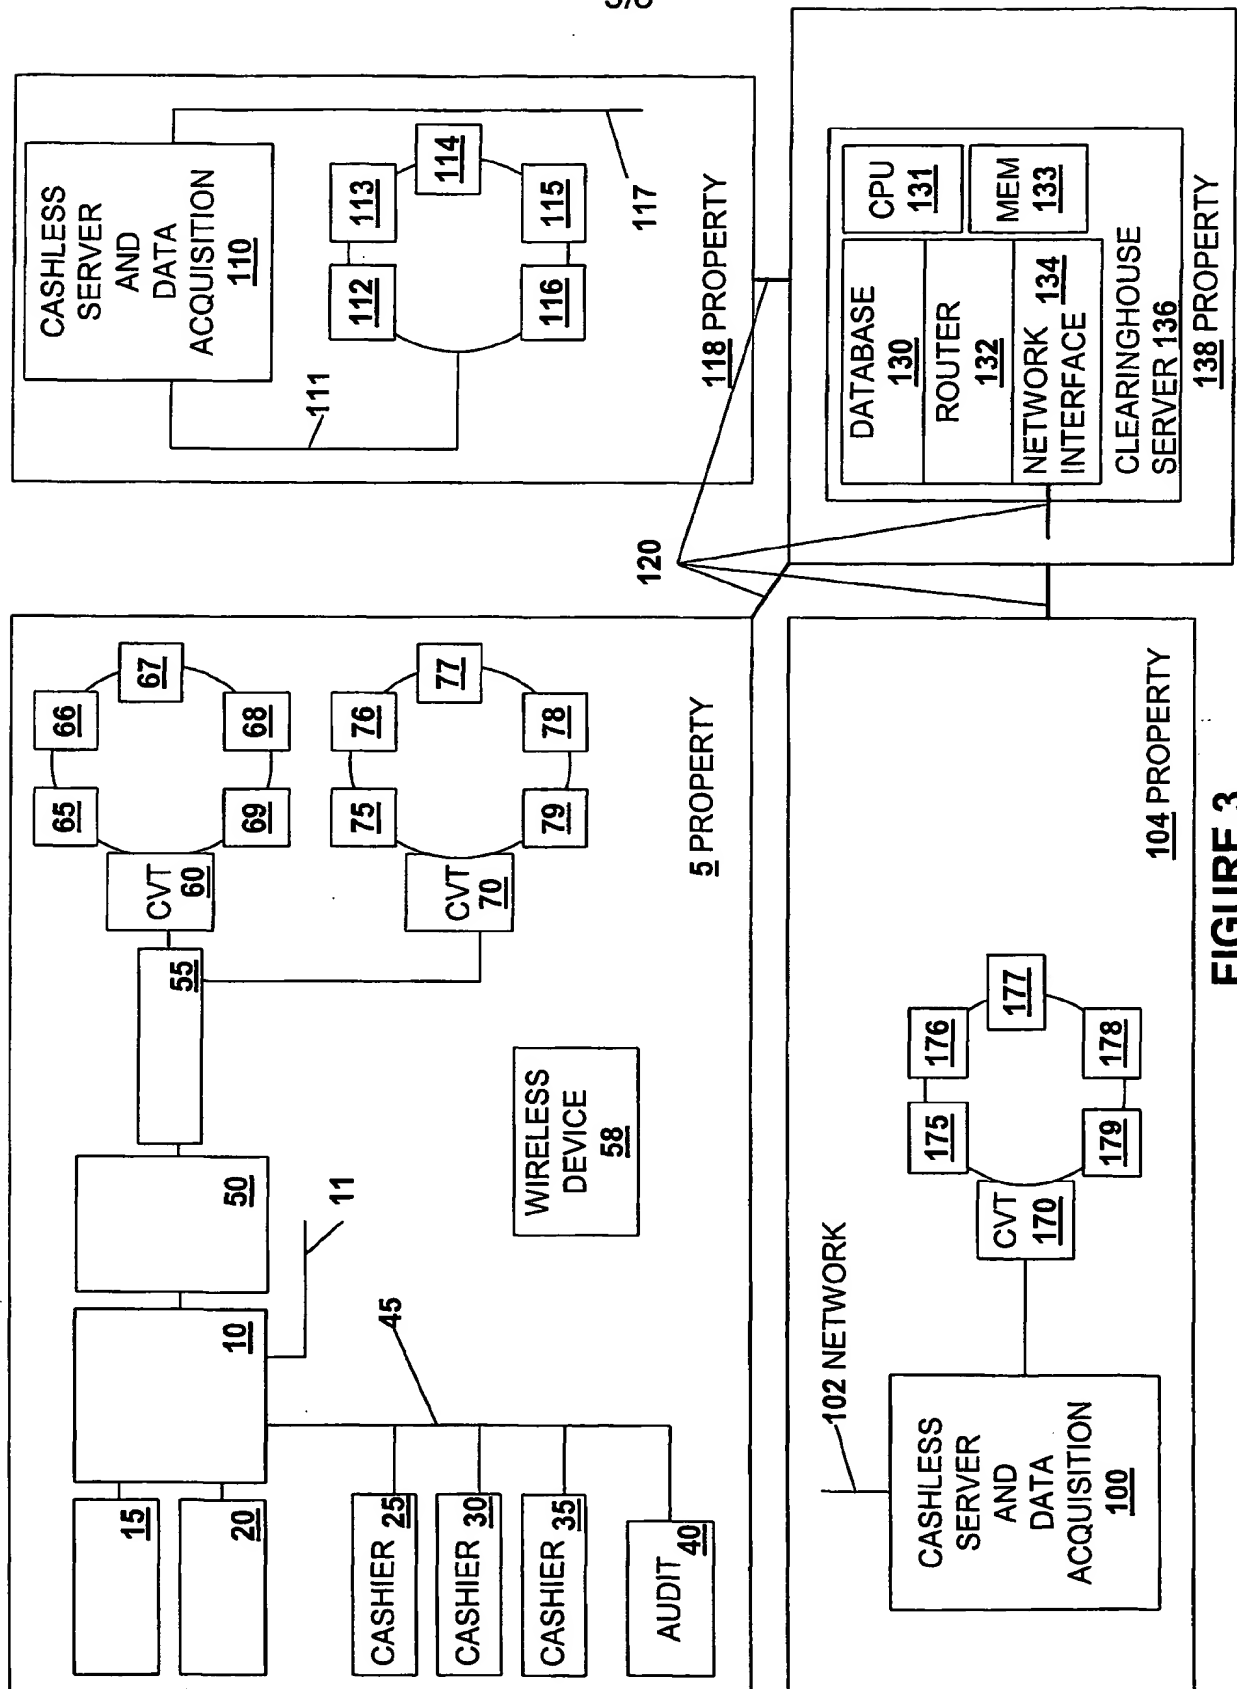 15
20
10
50
55
11
45
CASHIER 25
CASHIER 30
CASHIER 35
AUDIT 40
WIRELESS
DEVICE
58
CVT
60
65
66
67
68
69
CVT
70
75
76
77
78
79
5 PROPERTY
CASHLESS
SERVER
AND
DATA
ACQUISITION
110
111
112
113
114
115
116
117
118 PROPERTY
120
102 NETWORK
CASHLESS
SERVER
AND
DATA
ACQUISITION
100
CVT
170
175
176
177
178
179
104 PROPERTY
DATABASE
130
ROUTER
132
NETWORK
INTERFACE 134
CPU
131
MEM
133
CLEARINGHOUSE
SERVER 136
138 PROPERTY
FIGURE 3